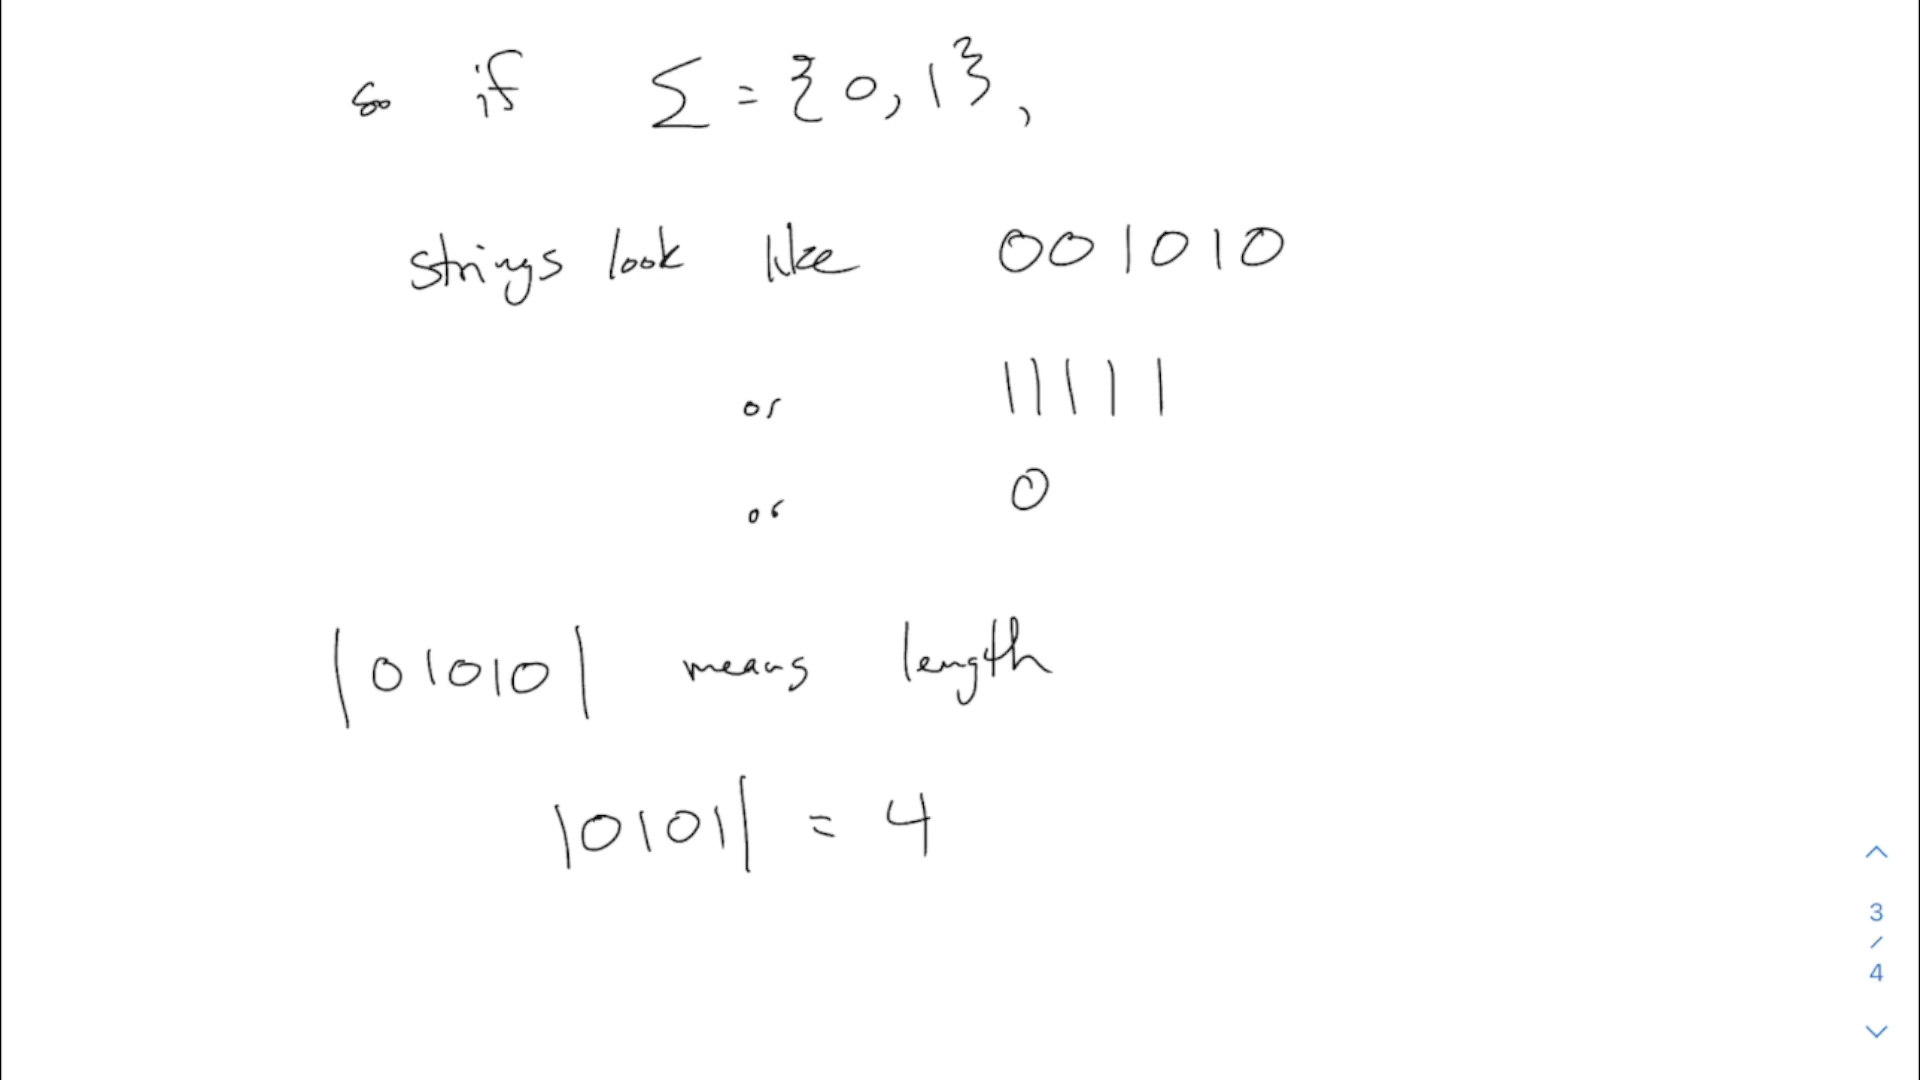 so if Σ = {0, 1},
strings look like 001010
or 11111
or 0
|01010| means length
|0101| = 4
3
/
4